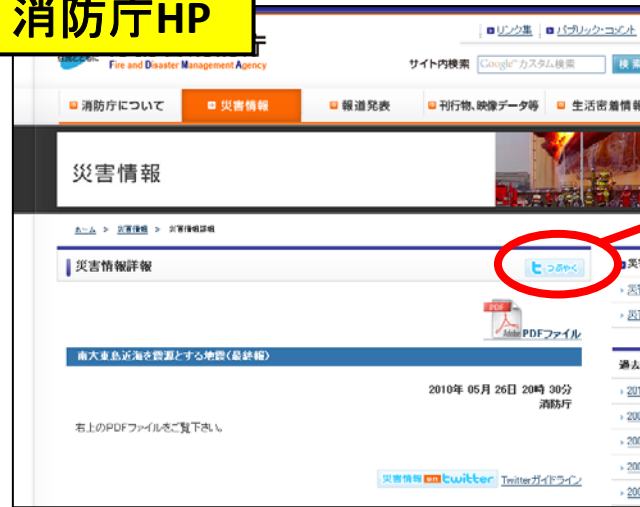 消防庁HP
リンク集 パブリック・コメント
Fire and Disaster Management Agency
サイト内検索 Google カスタム検索 検索
消防庁について 災害情報 報道発表 刊行物、映像データ等 生活密着情報
災害情報
ホーム > 災害情報 > 災害情報詳細
災害情報詳報 つぶやく
PDF
Adobe PDFファイル
南大東島近海を震源とする地震(最終報)
2010年 05月 26日 20時 30分
消防庁
過去
右上のPDFファイルをご覧下さい。
災害情報 on twitter Twitterガイドライン